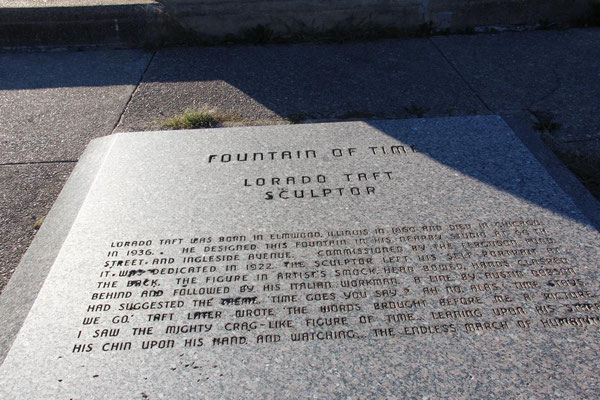 FOUNTAIN OF TIME
LORADO TAFT
SCULPTOR
LORADO TAFT WAS BORN IN ELMWOOD, ILLINOIS IN 1860 AND DIED IN CHICAGO
IN 1936. HE DESIGNED THIS FOUNTAIN IN HIS NEARBY STUDIO AT
STREET AND INGLESIDE AVENUE. COMMISSIONED BY THE FERGUSON FUND
IT WAS DEDICATED IN 1922. THE SCULPTOR LEFT HIS SELF PORTRAIT AT
THE BACK, THE FIGURE IN ARTIST'S SMOCK, HEAD BOWED, HANDS
BEHIND AND FOLLOWED BY HIS ITALIAN WORKMAN. A LINE BY AUSTIN DOBSON
HAD SUGGESTED THE THEME. TIME GOES YOU SAY? AH NO, ALAS, TIME STAYS
WE GO.' TAFT LATER WROTE 'THE WORDS BROUGHT BEFORE ME A PICTURE
I SAW THE MIGHTY CRAG-LIKE FIGURE OF TIME LEANING UPON HIS
HIS CHIN UPON HIS HAND, AND WATCHING... THE ENDLESS MARCH OF HUMANITY